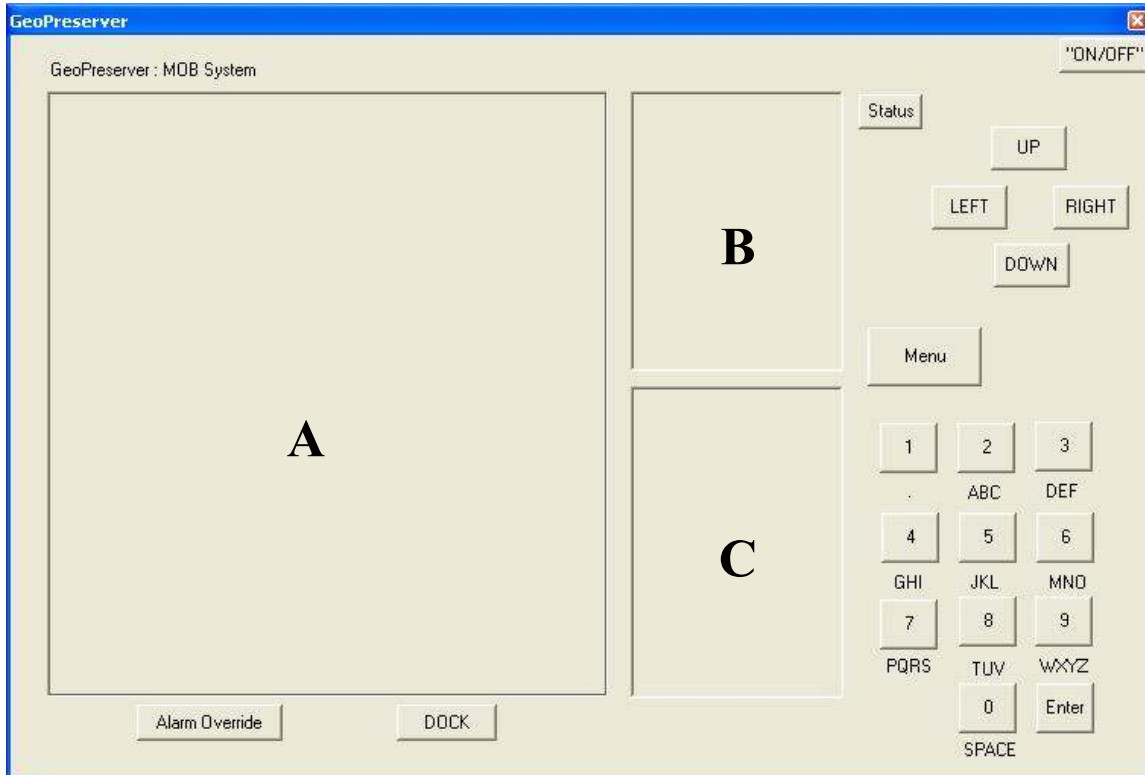 GeoPreserver
"ON/OFF"
GeoPreserver : MOB System
Status
UP
LEFT RIGHT
DOWN
A
B
C
Menu
1 2 3
. ABC DEF
4 5 6
GHI JKL MNO
7 8 9
PQRS TUV WXYZ
0 Enter
SPACE
Alarm Override DOCK